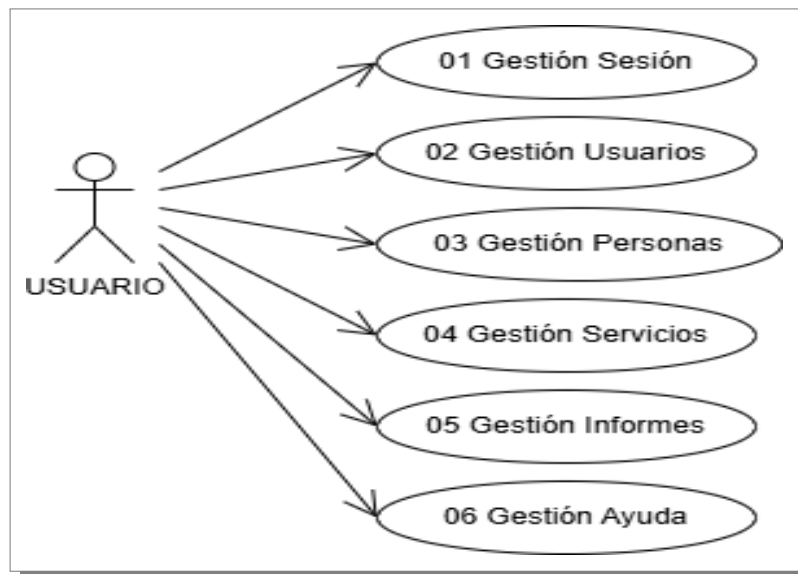 01 Gestión Sesión
02 Gestión Usuarios
03 Gestión Personas
USUARIO
04 Gestión Servicios
05 Gestión Informes
06 Gestión Ayuda